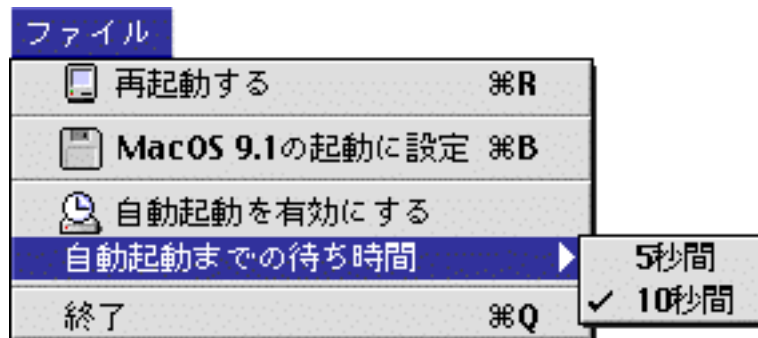 ファイル
再起動する ⌘R
MacOS 9.1の起動に設定 ⌘B
自動起動を有効にする
自動起動までの待ち時間
5秒間
✓ 10秒間
終了 ⌘Q